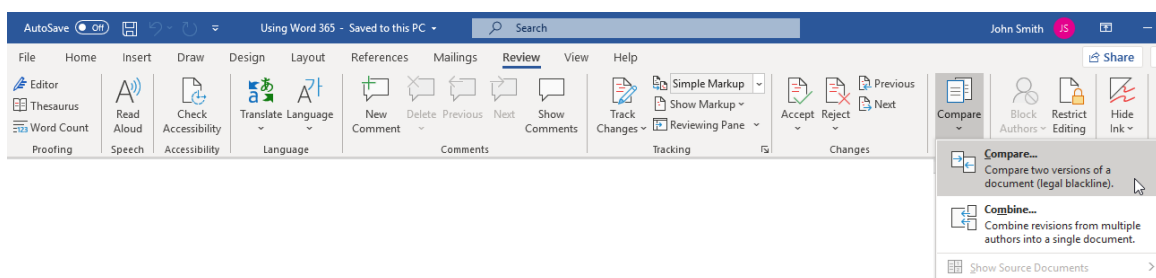 AutoSave Off Using Word 365 - Saved to this PC Search John Smith JS
File Home Insert Draw Design Layout References Mailings Review View Help Share
Editor
Thesaurus
Word Count
Proofing
Read
Aloud
Speech
Check
Accessibility
Accessibility
Translate Language
Language
New
Comment
Delete Previous Next
Show
Comments
Comments
Track
Changes
Simple Markup
Show Markup
Reviewing Pane
Tracking
Accept Reject
Previous
Next
Changes
Compare
Block
Authors
Restrict
Editing
Hide
Ink
Compare...
Compare two versions of a
document (legal blackline).
Combine...
Combine revisions from multiple
authors into a single document.
Show Source Documents